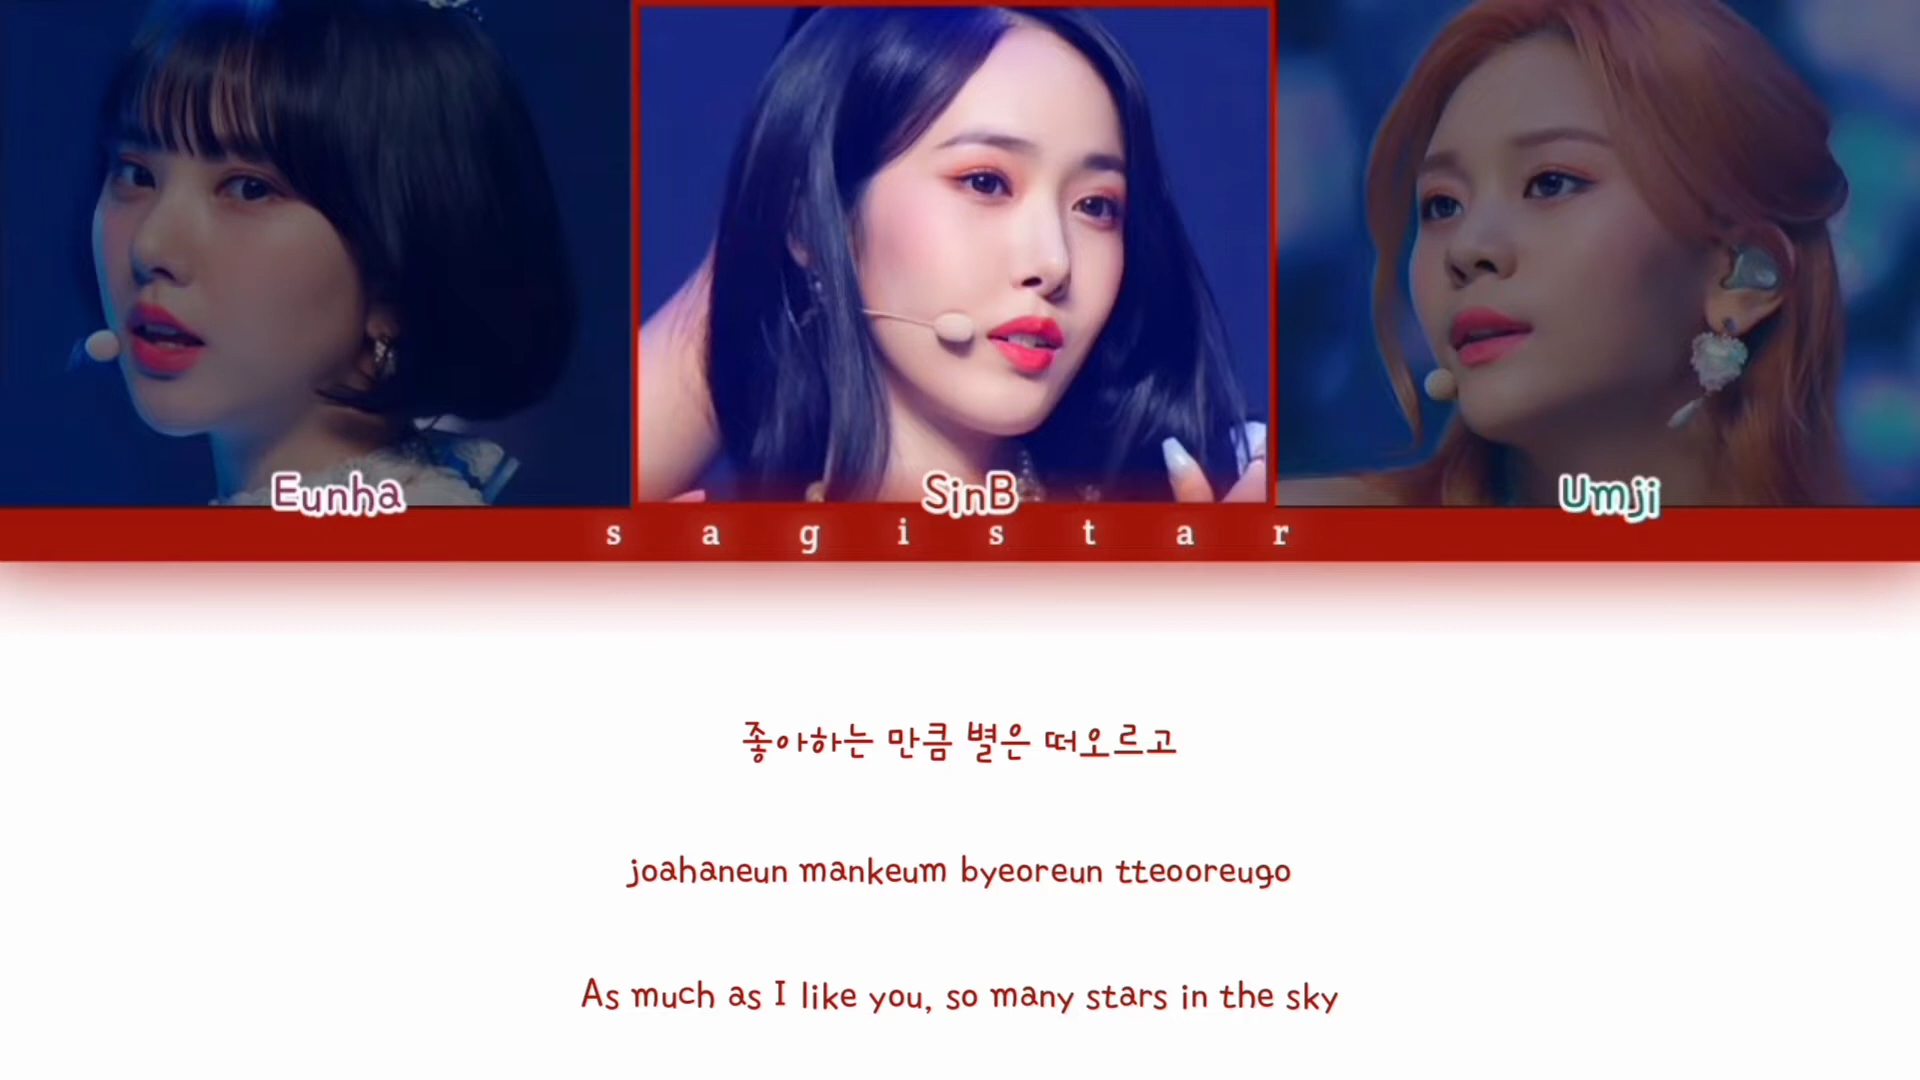 Eunha SinB Umji
sagistar
좋아하는 만큼 별은 떠오르고
joahaneun mankeum byeoreun tteooreugo
As much as I like you, so many stars in the sky